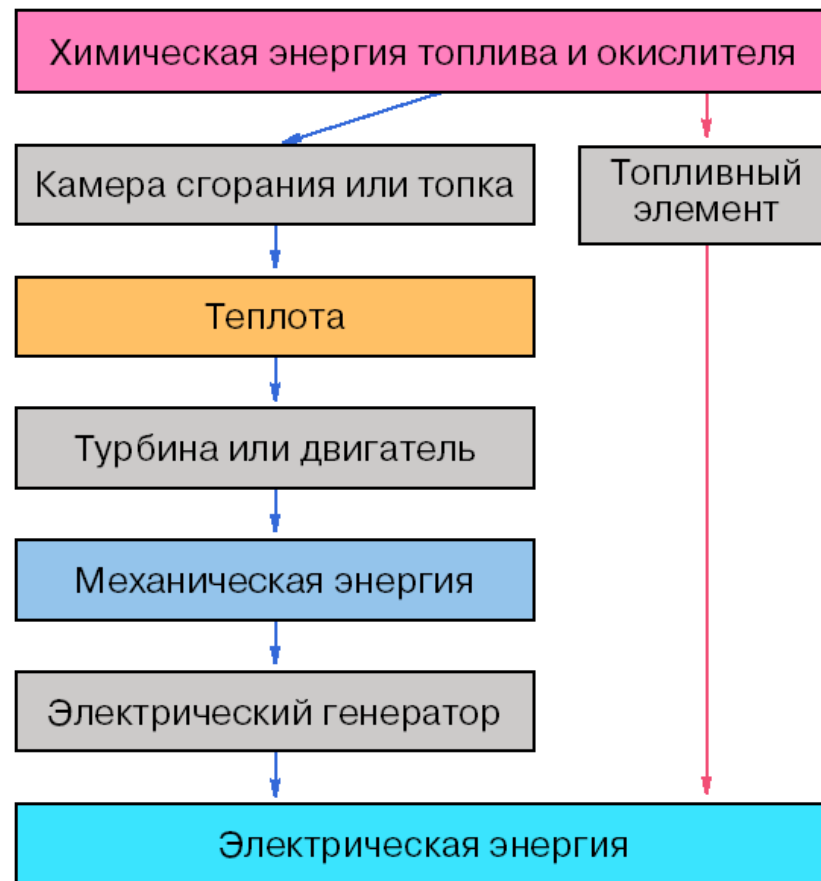 Химическая энергия топлива и окислителя
Камера сгорания или топка
Топливный
элемент
Теплота
Турбина или двигатель
Механическая энергия
Электрический генератор
Электрическая энергия